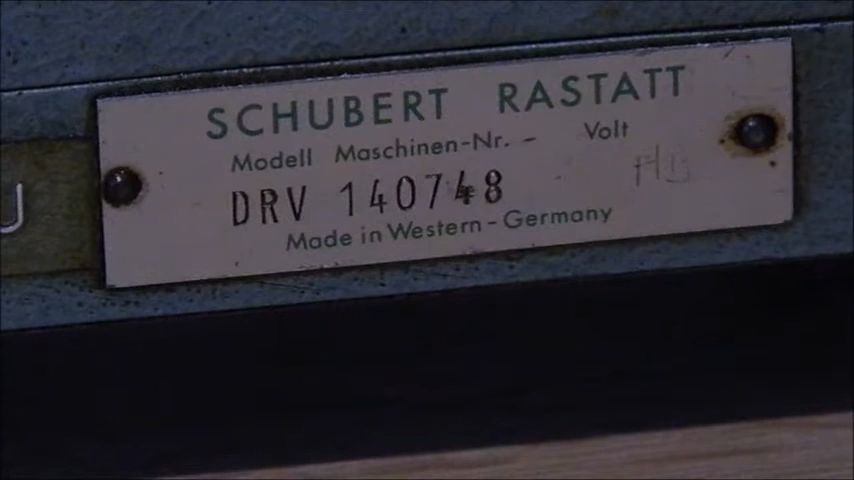 SCHUBERT RASTATT
Modell Maschinen-Nr. - Volt
DRV 140748
Made in Western-Germany